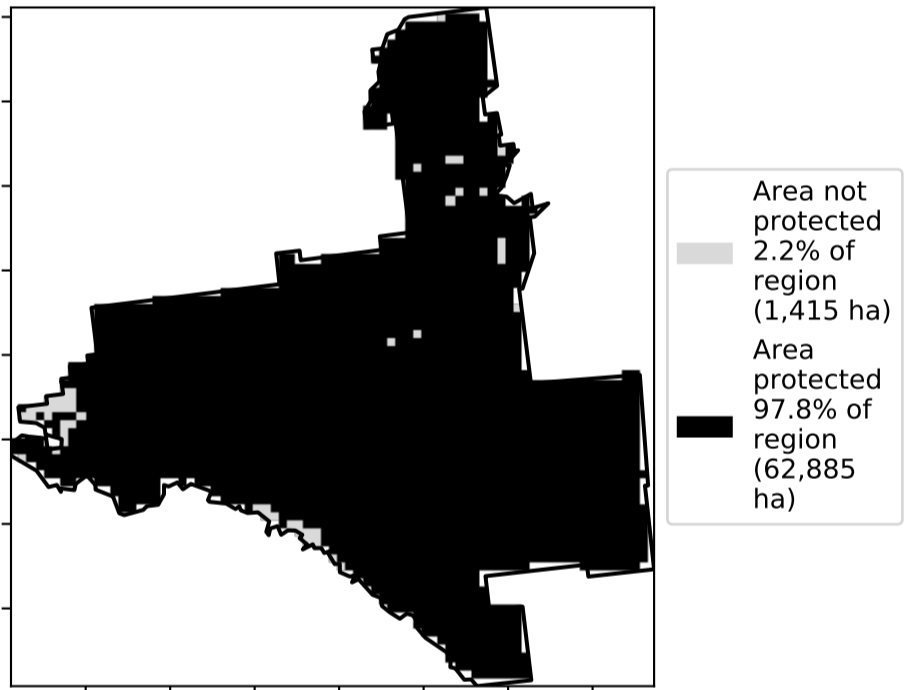 Area not
protected
2.2% of
region
(1,415 ha)
Area
protected
97.8% of
region
(62,885
ha)